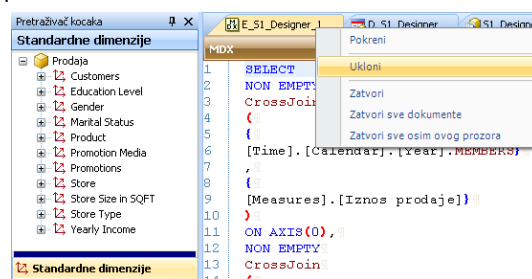 Pretraživač kocaka
Standardne dimenzije
Prodaja
Customers
Education Level
Gender
Marital Status
Product
Promotion Media
Promotions
Store
Store Size in SQFT
Store Type
Yearly Income
Standardne dimenzije
E_S1_Designer_1
D_S1_Designer
S1_Designer
MDX
Pokreni
Ukloni
Zatvori
Zatvori sve dokumente
Zatvori sve osim ovog prozora
1 SELECT
2 NON EMPTY
3 CrossJoin
4 (
5 {
6 [Time].[Calendar].[Year].MEMBERS}
7 ,
8 {
9 [Measures].[Iznos prodaje]}
10 )
11 ON AXIS(0),
12 NON EMPTY
13 CrossJoin
14 (